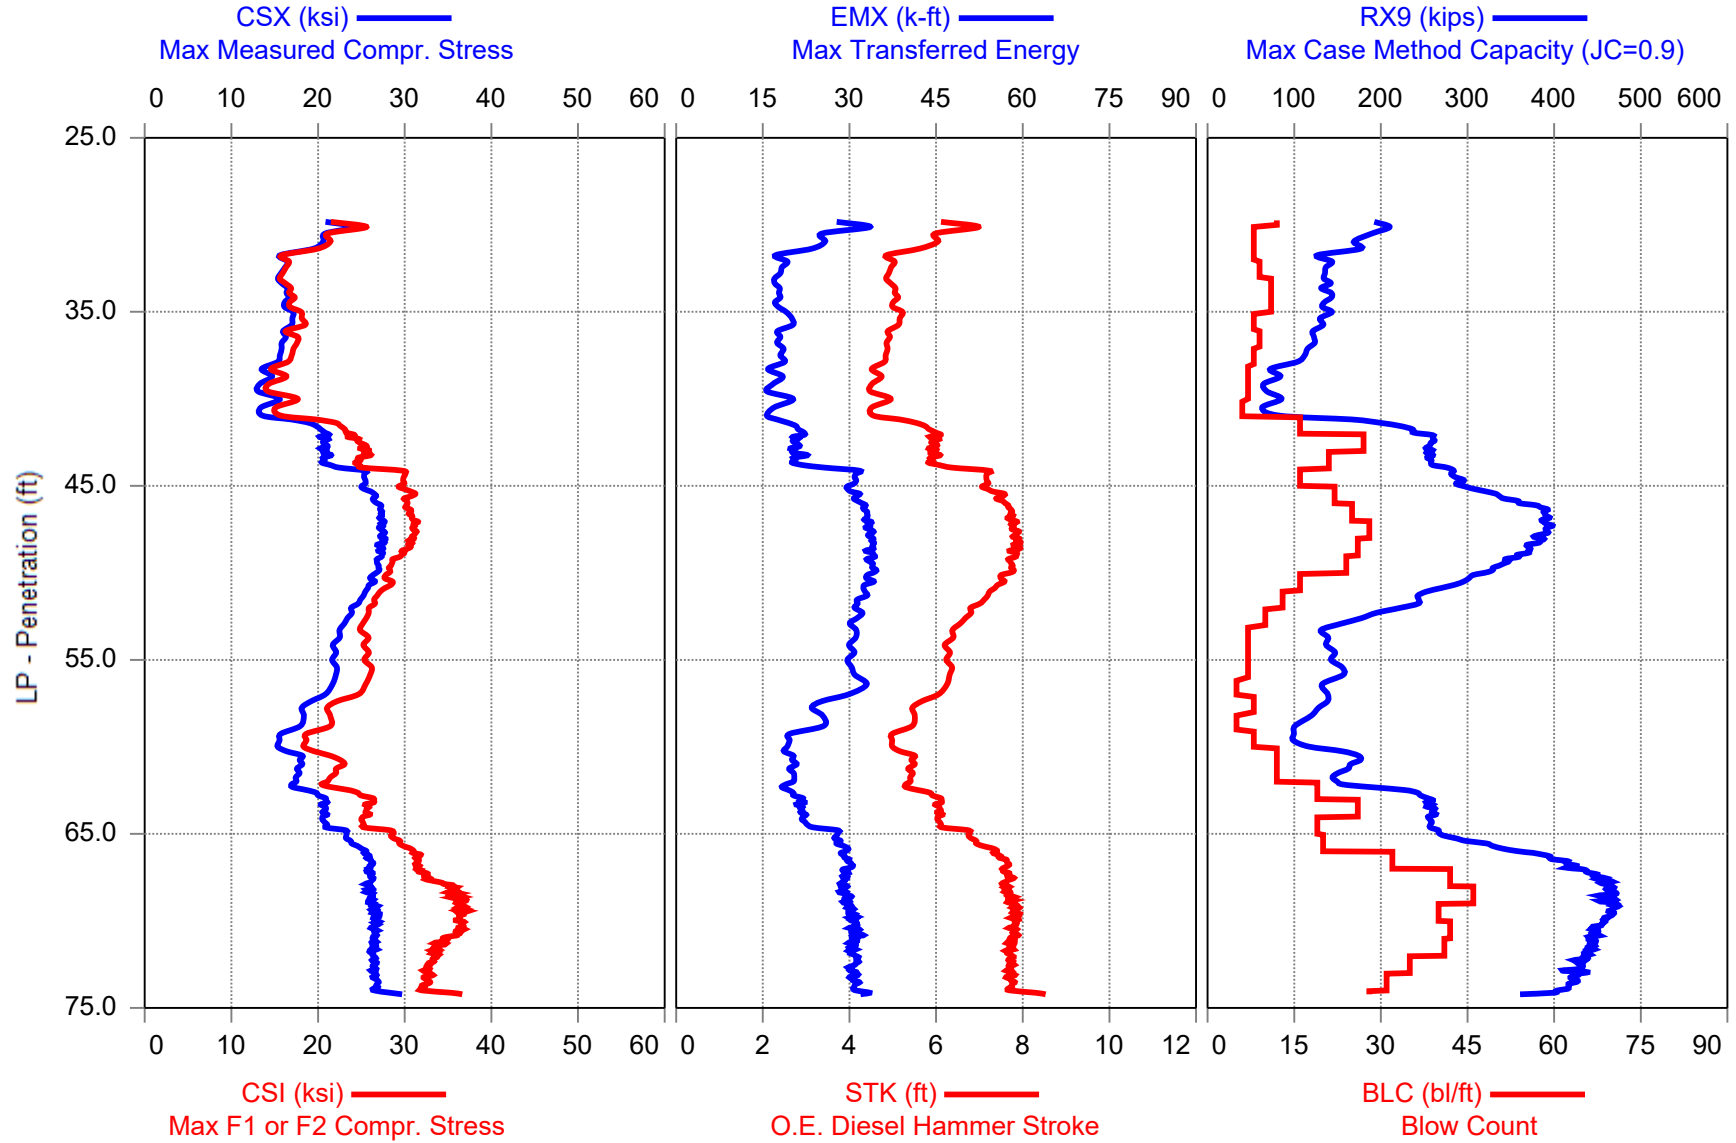 CSX (ksi) EMX (k-ft) RX9 (kips)
Max Measured Compr. Stress Max Transferred Energy Max Case Method Capacity (JC=0.9)
0 10 20 30 40 50 60 0 15 30 45 60 75 90 0 100 200 300 400 500 600
25.0
35.0
45.0
55.0
65.0
75.0
LP - Penetration (ft)
0 10 20 30 40 50 60 0 2 4 6 8 10 12 0 15 30 45 60 75 90
CSI (ksi) STK (ft) BLC (bl/ft)
Max F1 or F2 Compr. Stress O.E. Diesel Hammer Stroke Blow Count